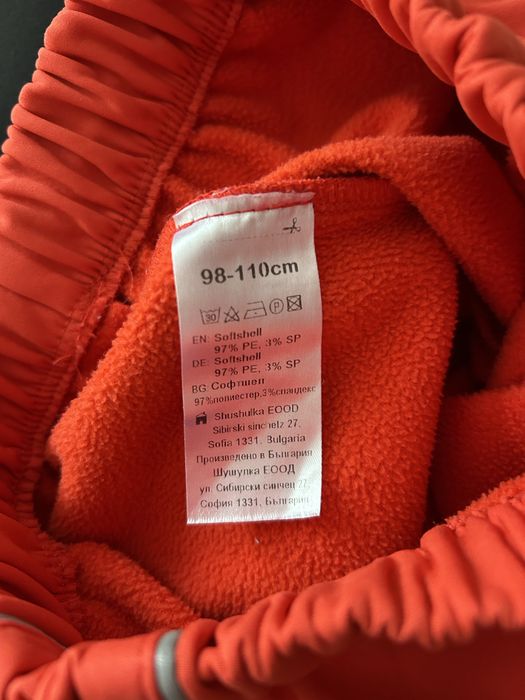 98-110cm
30 P
EN: Softshell
97% PE, 3% SP
DE: Softshell
97% PE, 3% SP
BG: Софтшел
97%полиестер,3%спандекс
Shushulka EOOD
Sibirski sinchetz 27,
Sofia 1331, Bulgaria
Произведено в България
Шушулка ЕООД
ул. Сибирски синчец 27,
София 1331, България